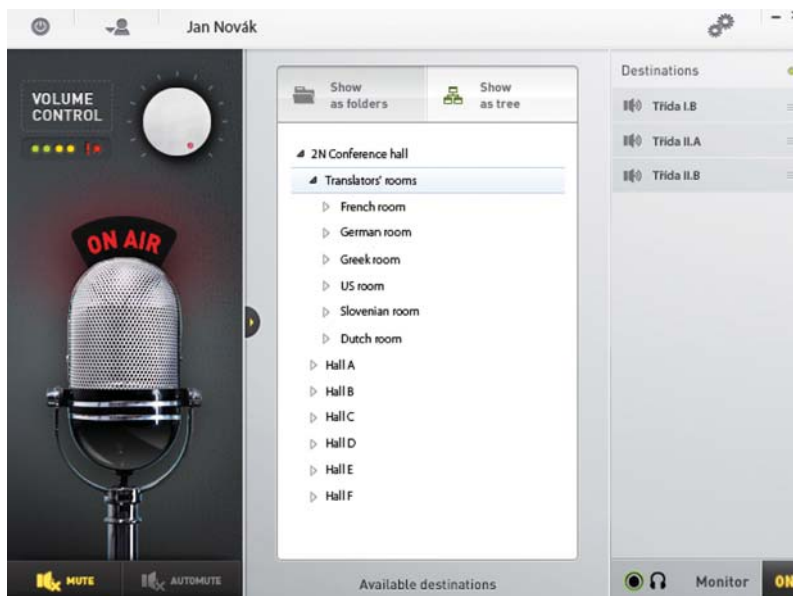 Jan Novák
VOLUME
CONTROL
ON AIR
MUTE
AUTOMUTE
Show
as folders
Show
as tree
2N Conference hall
Translators' rooms
French room
German room
Greek room
US room
Slovenian room
Dutch room
Hall A
Hall B
Hall C
Hall D
Hall E
Hall F
Available destinations
Destinations
Třída I.B
Třída II.A
Třída II.B
Monitor
ON